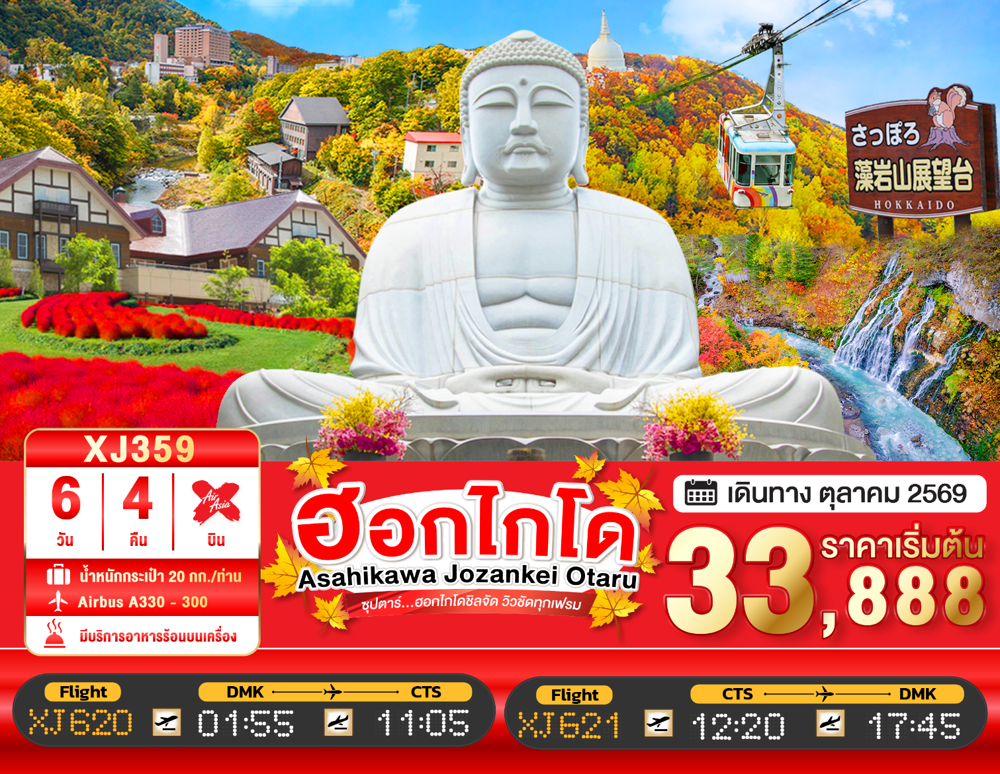 さっぽろ
藻岩山展望台
HOKKAIDO
XJ359
6 4 Air Asia
วัน คืน บิน
น้ำหนักกระเป๋า 20 กก./ท่าน
Airbus A330 - 300
มีบริการอาหารร้อนบนเครื่อง
ฮอกไกโด
Asahikawa Jozankei Otaru
ซุปตาร์...ฮอกไกโดชิลจัด วิวชัดทุกเฟรม
เดินทาง ตุลาคม 2569
ราคาเริ่มต้น
33,888
Flight DMK CTS
XJ620 01:55 11:05
Flight CTS DMK
XJ621 12:20 17:45